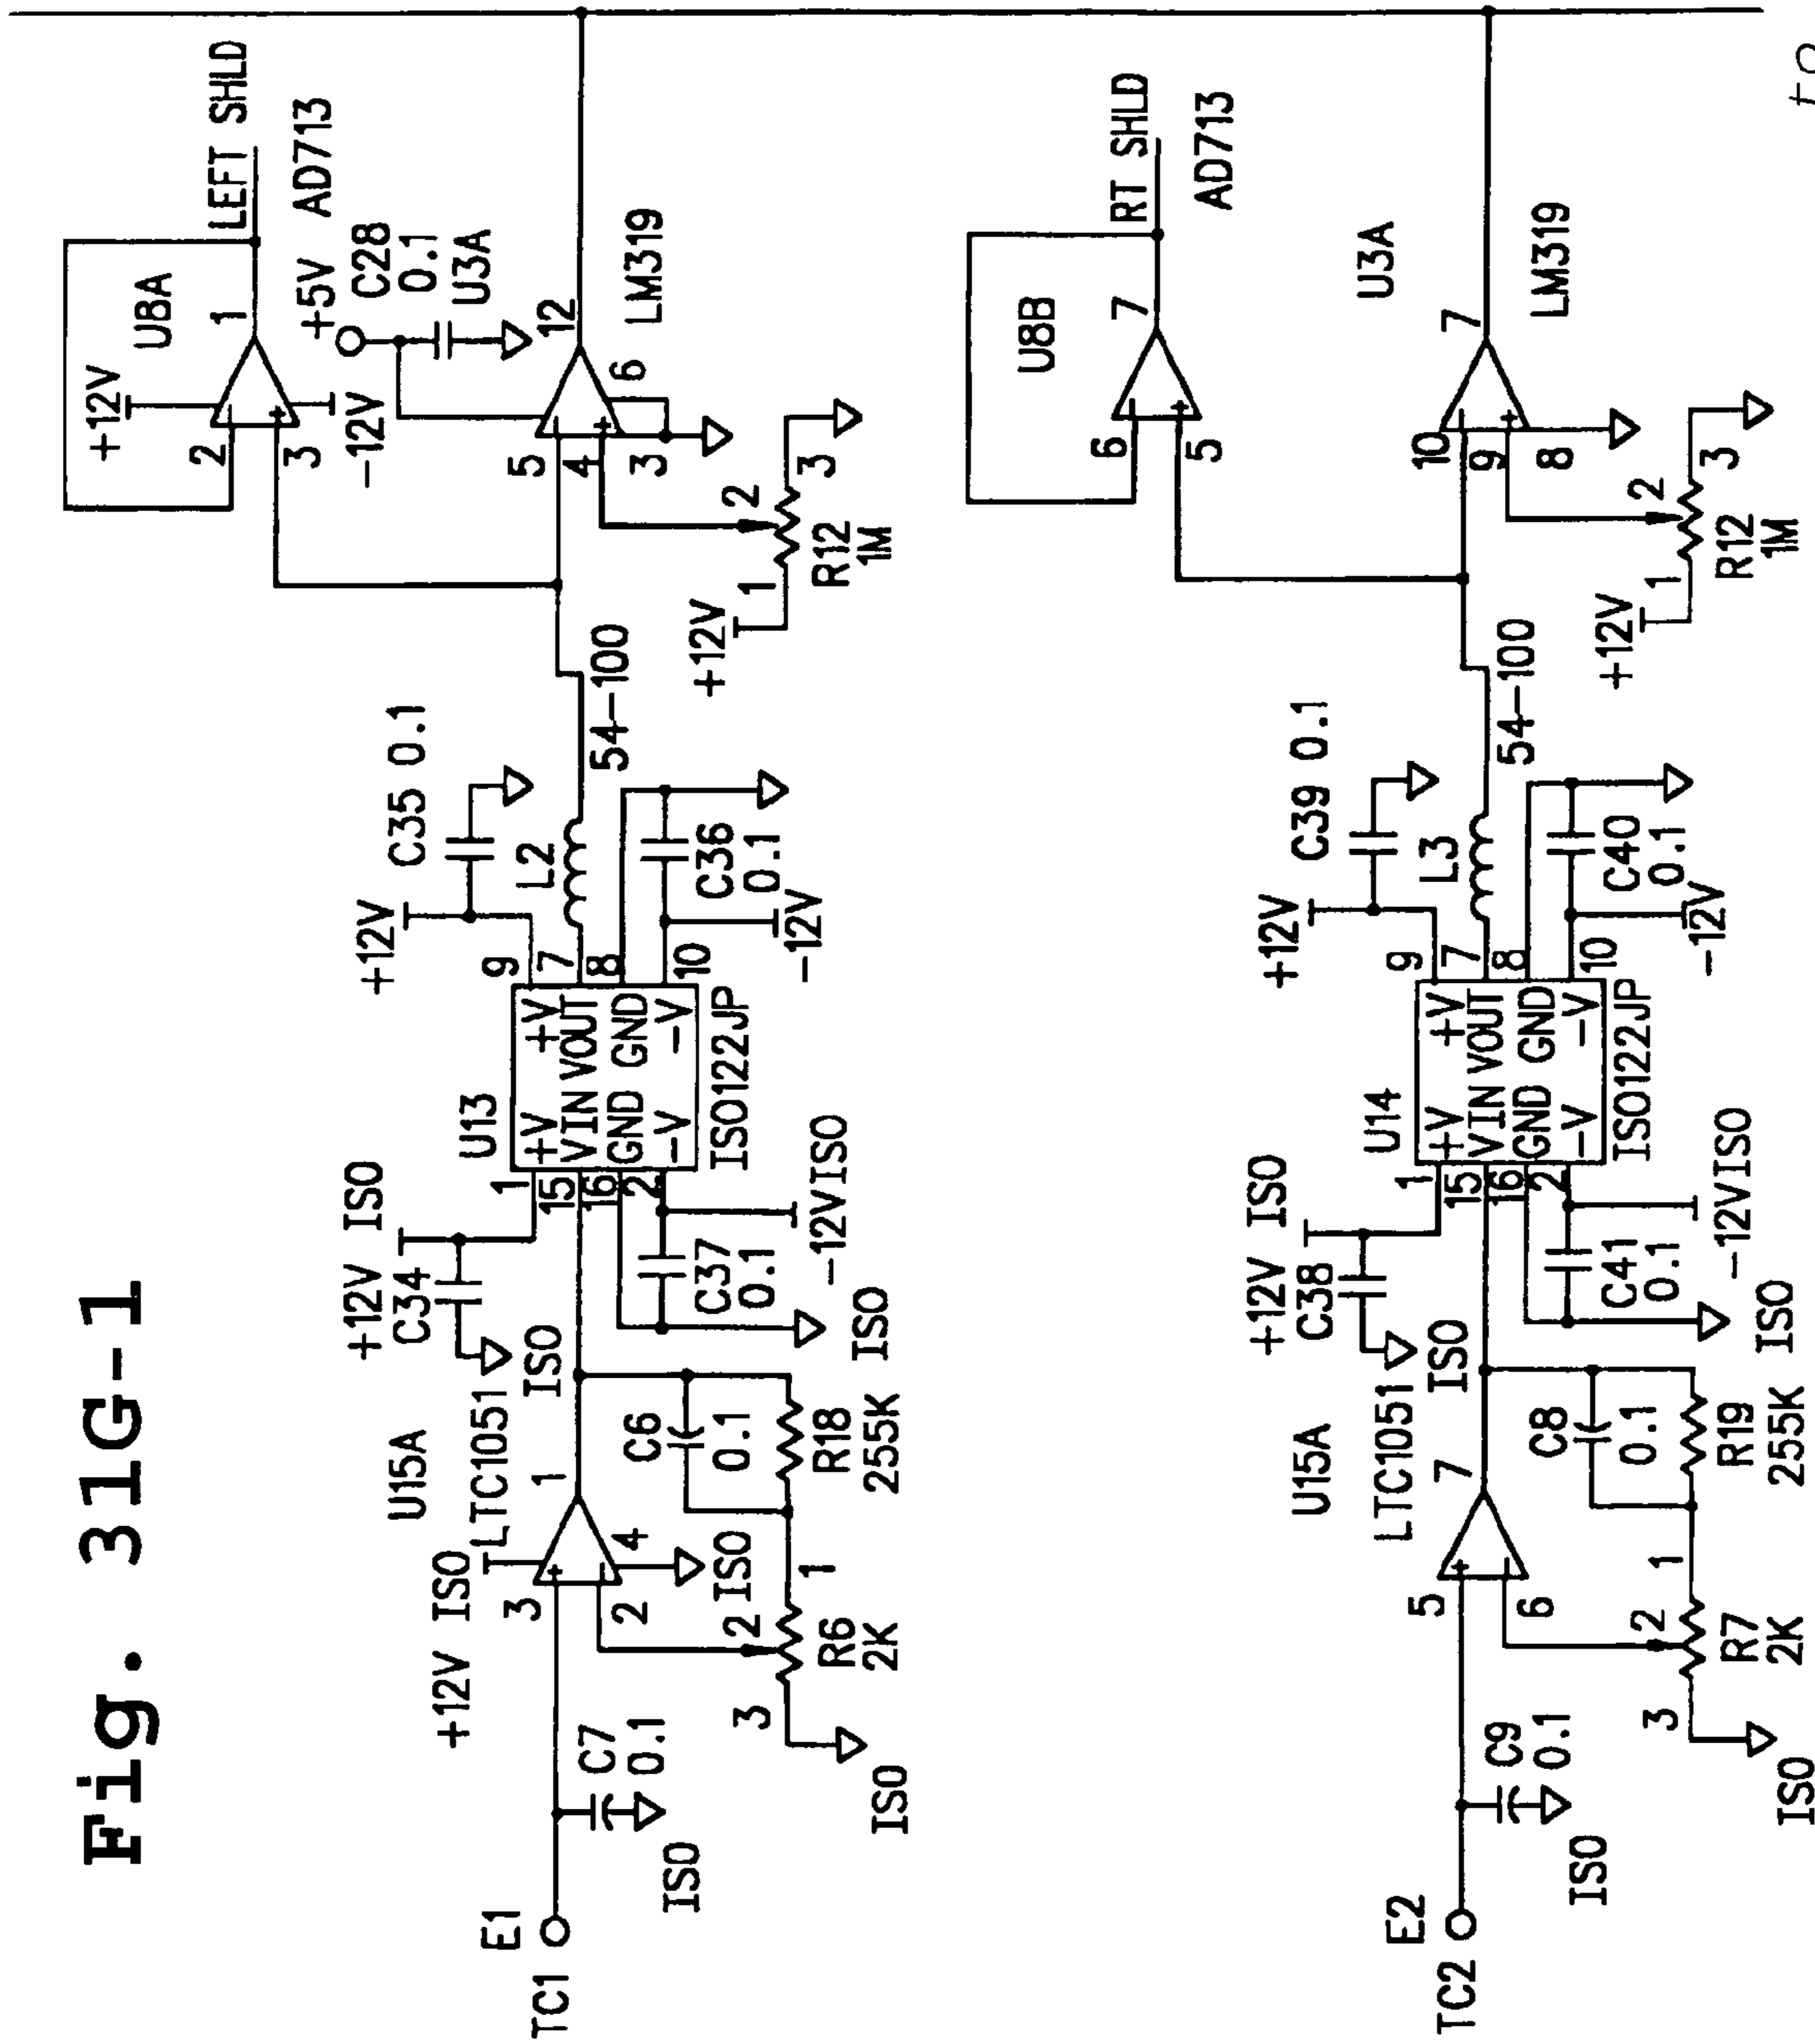 Fig. 31G-1
LEFT SHLD
U8A
+12V
2
3
1
-12V
AD713
+5V
C28
0.1
U3A
5
4
3
12
6
LM319
+12V
1
2
3
R12
1M
+12V
C35 0.1
L2
54-100
9
7
8
10
C36
0.1
-12V
U13
+V +V
VIN VOUT
GND GND
-V -V
ISO122JP
+12V ISO
C34
ISO
1
15
16
2
C37
0.1
-12VISO
ISO
U15A
LTC1051
+12V ISO
3
2
1
4
ISO
C6
0.1
R18
255K
1
2
3
R6
2K
ISO
C7
0.1
ISO
E1
TC1
RT SHLD
U8B
6
5
7
AD713
U3A
10
9
8
7
LM319
+12V
1
2
3
R12
1M
+12V
C39 0.1
L3
54-100
9
7
8
10
C40
0.1
-12V
U14
+V +V
VIN VOUT
GND GND
-V -V
ISO122JP
+12V ISO
C38
ISO
1
15
16
2
C41
0.1
-12VISO
ISO
U15A
LTC1051
5
6
7
C8
0.1
R19
255K
1
2
3
R7
2K
ISO
C9
0.1
ISO
E2
TC2